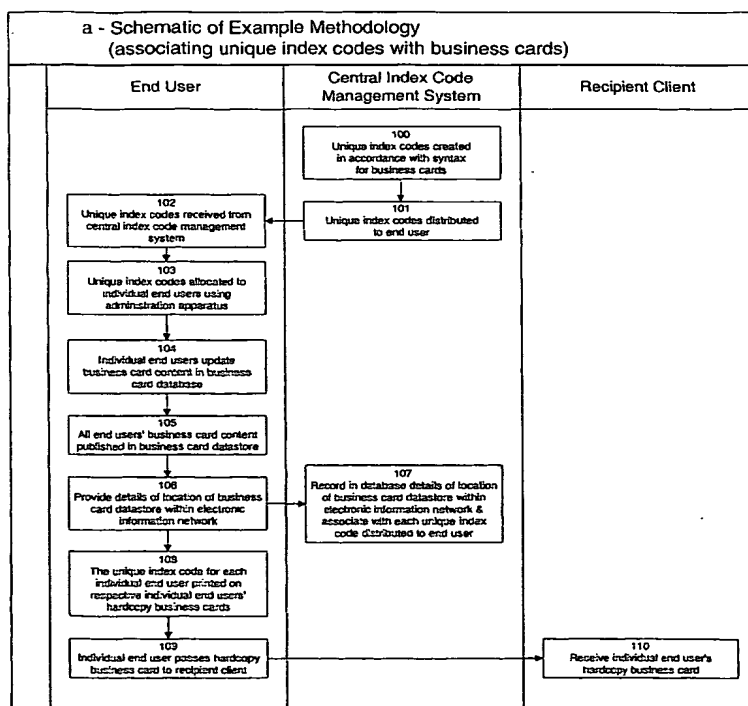 a - Schematic of Example Methodology
(associating unique index codes with business cards)
End User
Central Index Code
Management System
Recipient Client
100
Unique index codes created
in accordance with syntax
for business cards
101
Unique index codes distributed
to end user
102
Unique index codes received from
central index code management
system
103
Unique index codes allocated to
individual end users using
administration apparatus
104
Individual end users update
business card content in business
card database
105
All end users' business card content
published in business card datastore
106
Provide details of location of business
card datastore within electronic
information network
107
Record in database details of location
of business card datastore within
electronic information network &
associate with each unique index
code distributed to end user
108
The unique index code for each
individual end user printed on
respective individual end users'
hardcopy business cards
109
Individual end user passes hardcopy
business card to recipient client
110
Receive individual end user's
hardcopy business card